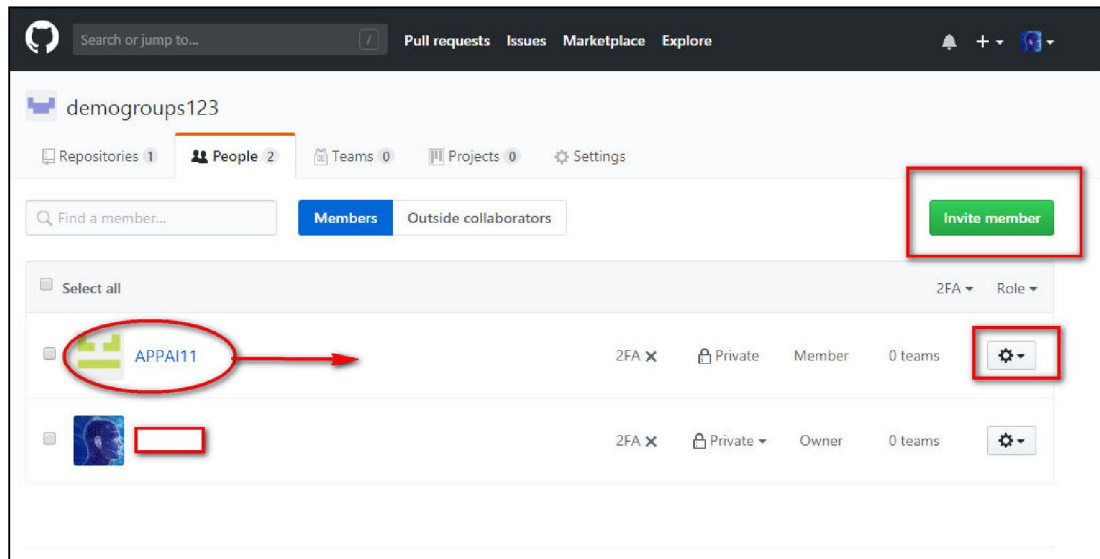 Search or jump to... / Pull requests Issues Marketplace Explore
demogroups123
Repositories 1 People 2 Teams 0 Projects 0 Settings
Find a member... Members Outside collaborators Invite member
Select all 2FA Role
APPAI11 2FA Private Member 0 teams
2FA Private Owner 0 teams